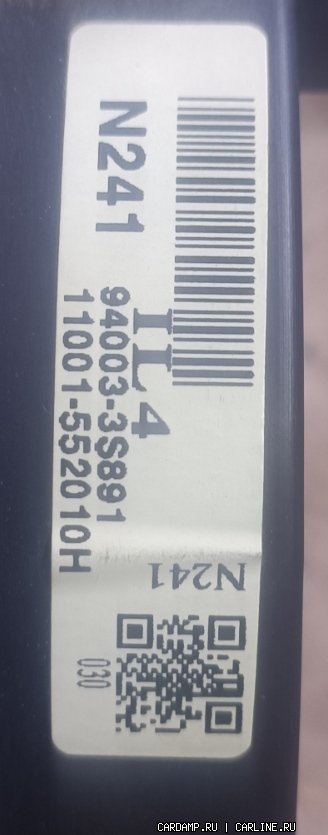 N241
IL4
94003-3S891
11001-552010H
N241
030
CARDAMP.RU | CARLINE.RU